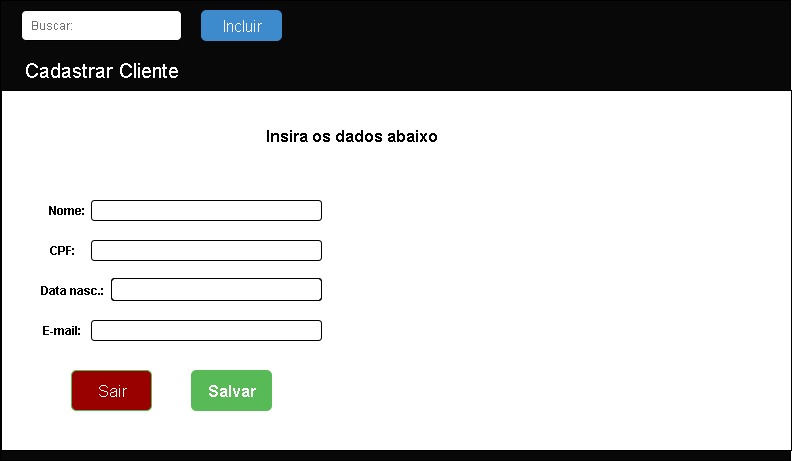 Buscar:
Incluir
Cadastrar Cliente
Insira os dados abaixo
Nome:
CPF:
Data nasc.:
E-mail:
Sair
Salvar